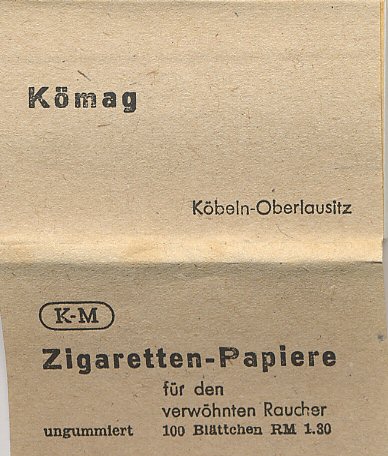 Kömag
Köbeln-Oberlausitz
K-M
Zigaretten-Papiere
für den
verwöhnten Raucher
ungummiert 100 Blättchen RM 1.30